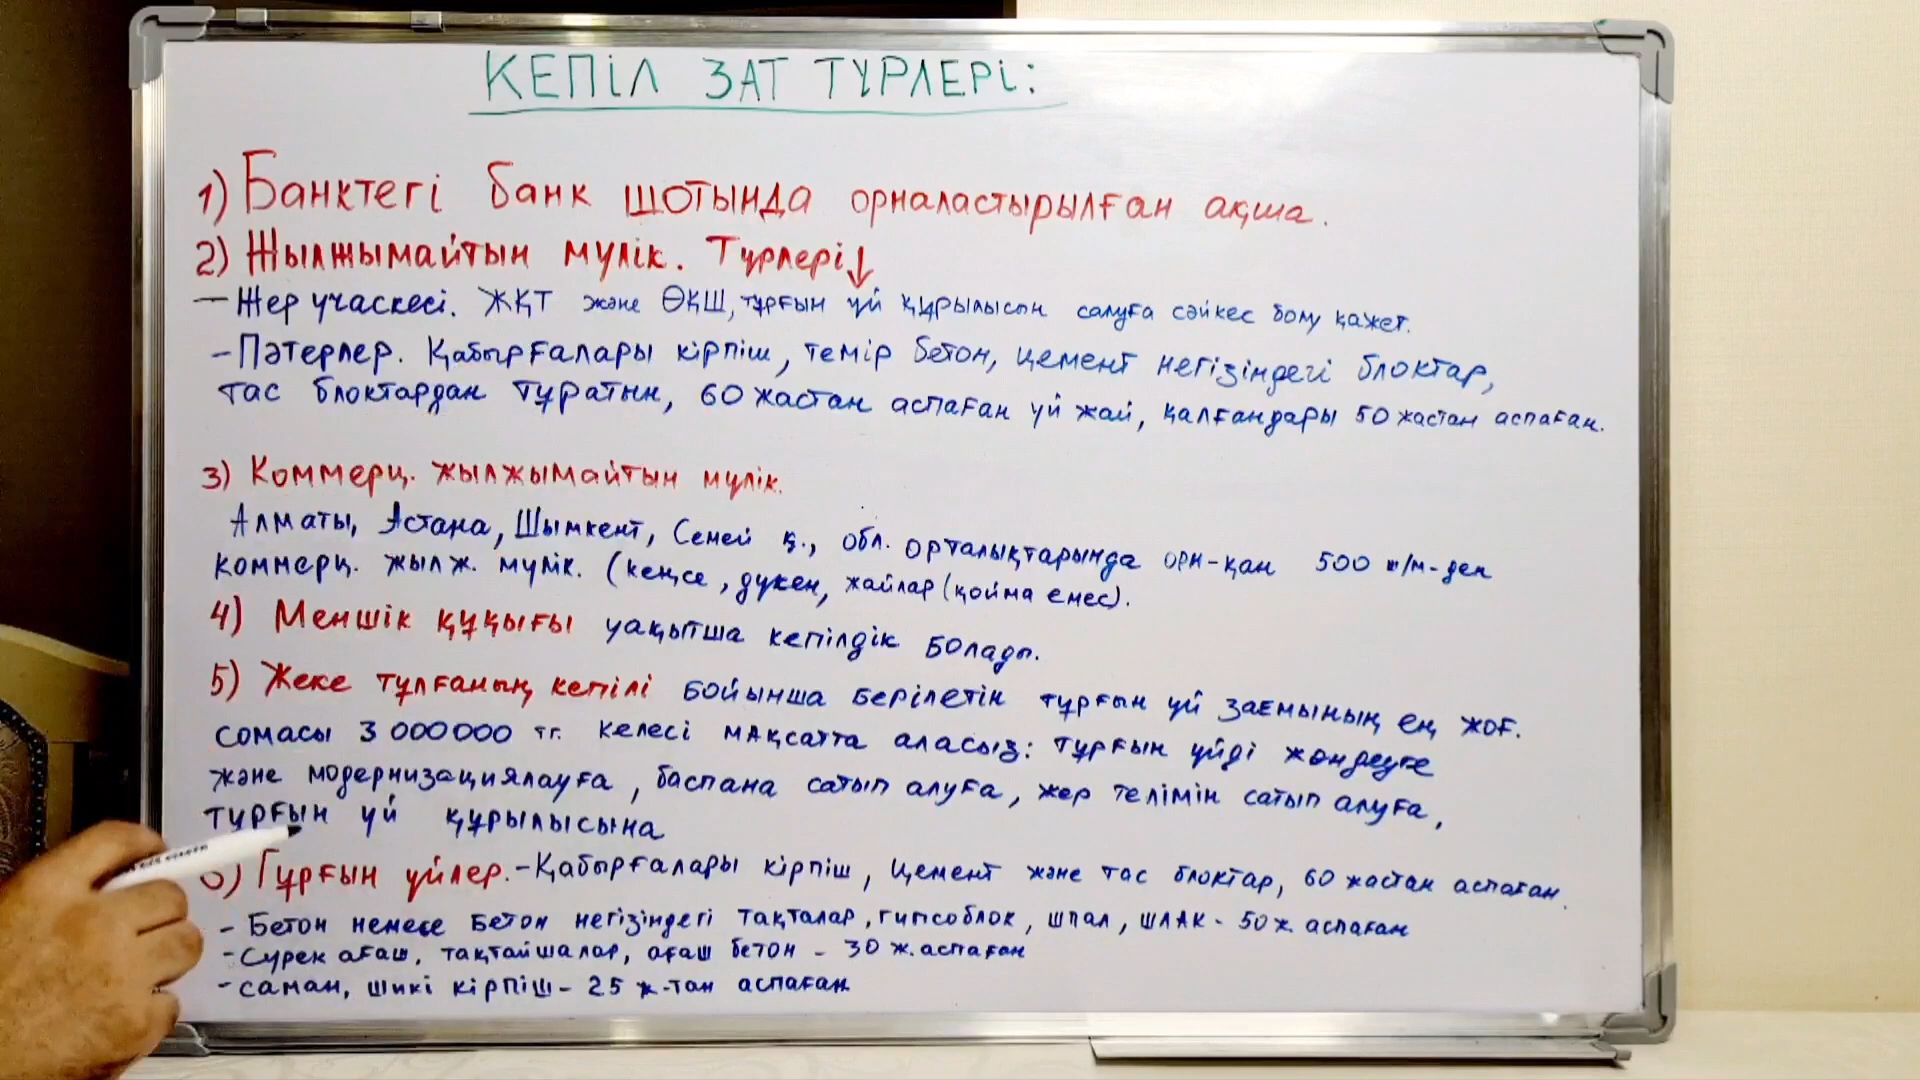 КЕПІЛ ЗАТ ТҮРЛЕРІ:
1) Банктегі банк шотында орналастырылған ақша.
2) Жылжымайтын мүлік. Түрлері↓
– Жер учаскесі. ЖҚТ және ӨҚШ, тұрғын үй құрылысын салуға сәйкес болу қажет.
– Пәтерлер. Қабырғалары кірпіш, темір бетон, цемент негізіндегі блоктар,
тас блоктардан тұратын, 60 жастан аспаған үй жай, қалғандары 50 жастан аспаған.
3) Коммерц. жылжымайтын мүлік.
Алматы, Астана, Шымкент, Семей қ., обл. орталықтарында орн-қан 500 к/м-ден
коммерц. жылж. мүлік. (кеңсе, дүкен, жайлар (қойма емес).
4) Меншік құқығы уақытша кепілдік болады.
5) Жеке тұлғаның кепілі бойынша берілетін тұрғын үй заемының ең жоғ.
сомасы 3 000 000 тг. келесі мақсатта аласыз: тұрғын үйді жөндеуге
және модернизациялауға, баспана сатып алуға, жер телімін сатып алуға,
тұрғын үй құрылысына
6) Тұрғын үйлер. – Қабырғалары кірпіш, цемент және тас блоктар, 60 жастан аспаған.
– Бетон немесе бетон негізіндегі тақталар, гипсоблок, шпал, шлак - 50 ж. аспаған
– Сүрек ағаш, тақтайшалар, ағаш бетон - 30 ж. аспаған
– саман, шикі кірпіш - 25 ж-тан аспаған